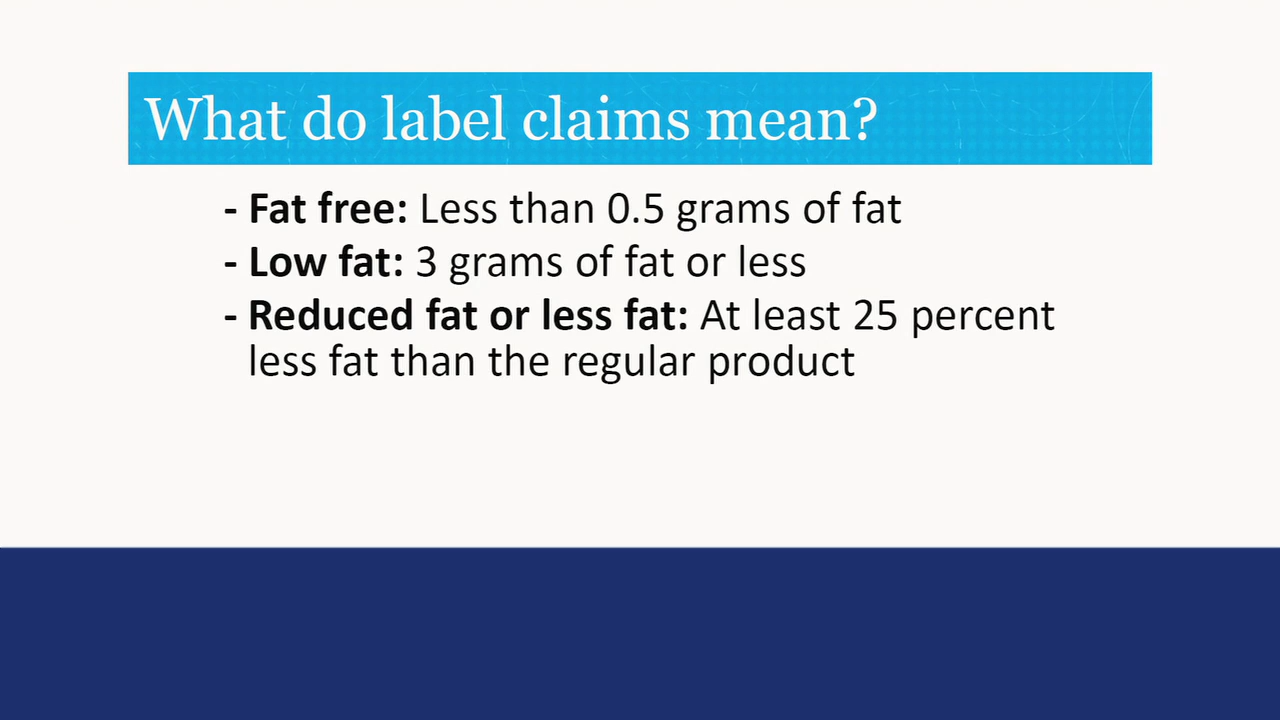 What do label claims mean?
- Fat free: Less than 0.5 grams of fat
- Low fat: 3 grams of fat or less
- Reduced fat or less fat: At least 25 percent
less fat than the regular product